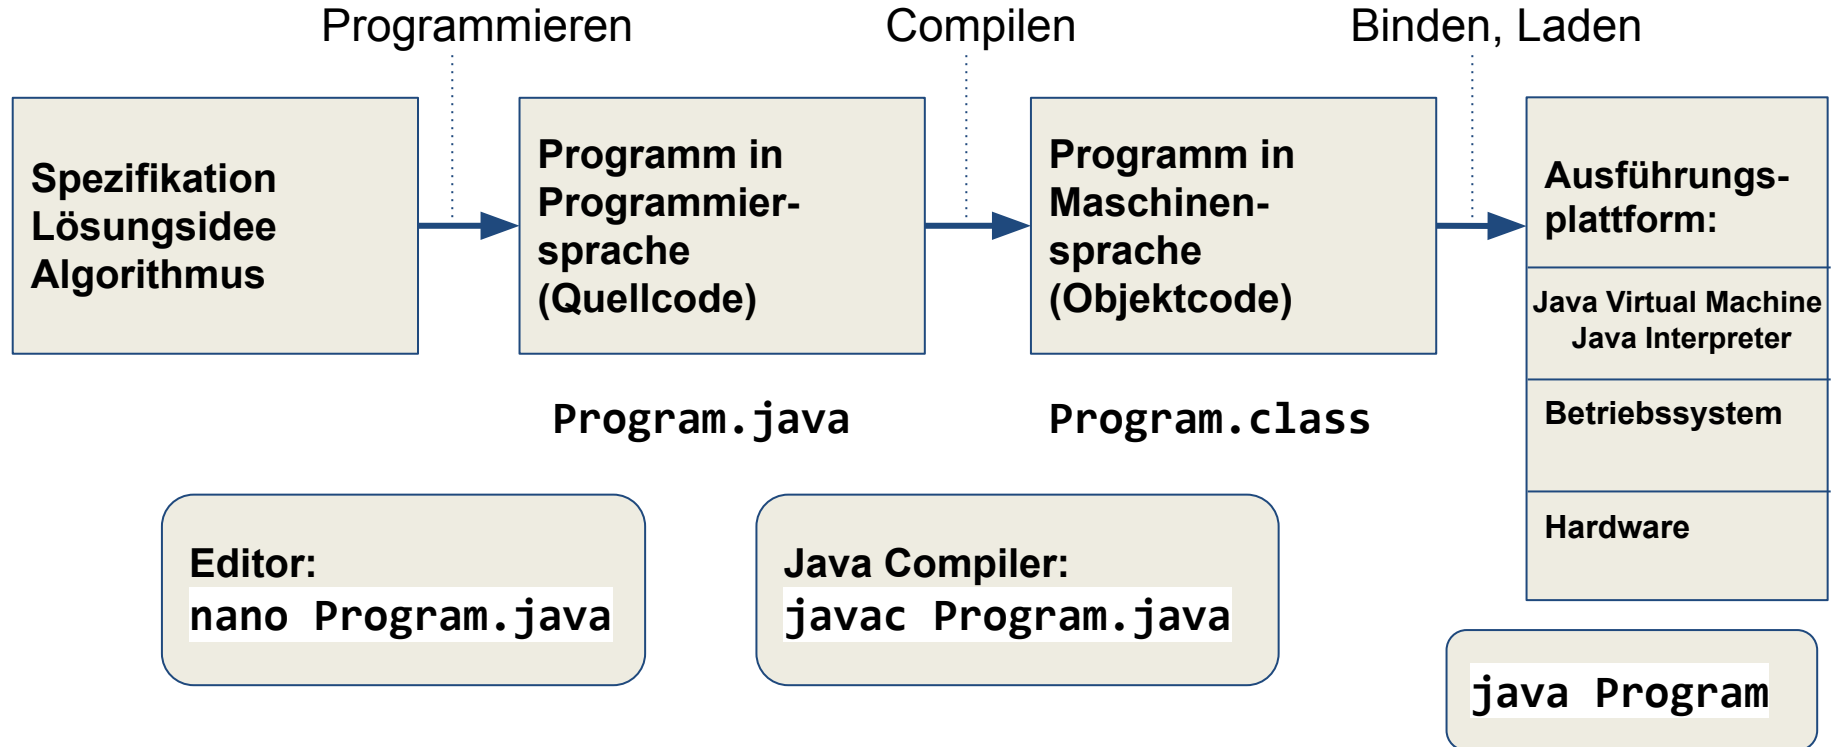 Programmieren
Compilen
Binden, Laden
Spezifikation
Lösungsidee
Algorithmus
Programm in
Programmier-
sprache
(Quellcode)
Programm in
Maschinen-
sprache
(Objektcode)
Ausführungs-
plattform:
Java Virtual Machine
Java Interpreter
Betriebssystem
Hardware
Program.java
Program.class
Editor:
nano Program.java
Java Compiler:
javac Program.java
java Program